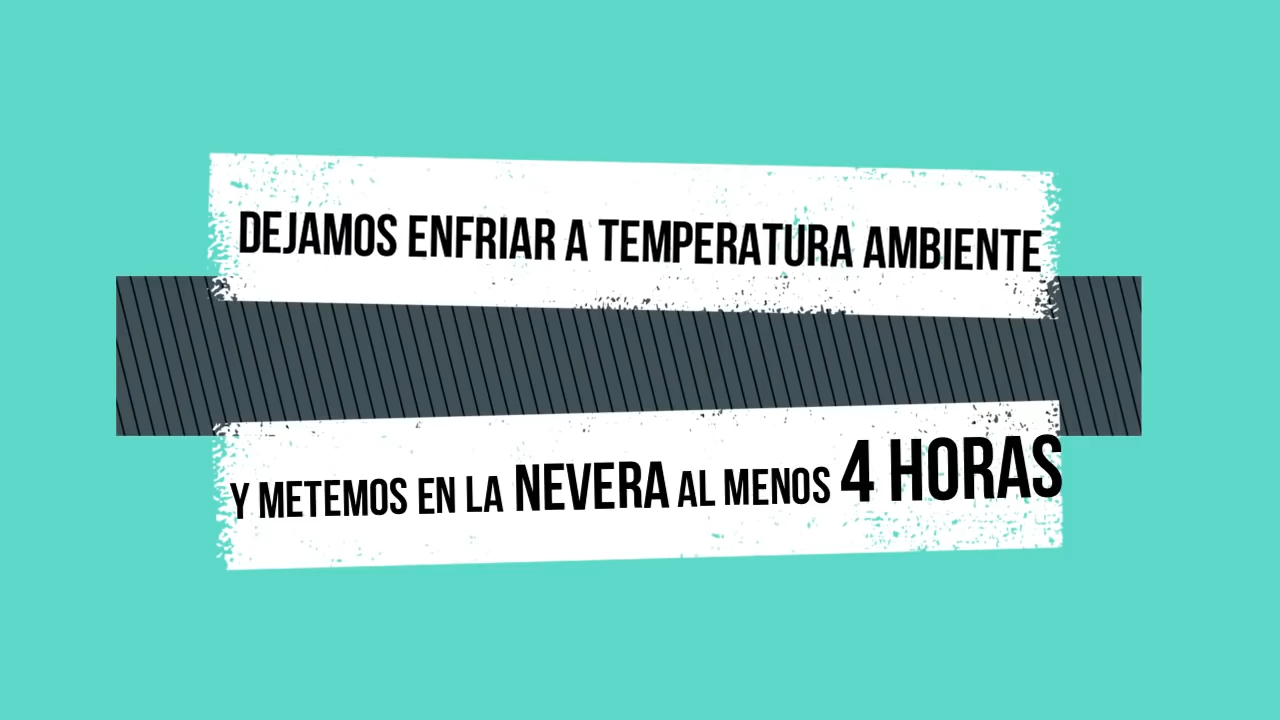 DEJAMOS ENFRIAR A TEMPERATURA AMBIENTE
Y METEMOS EN LA NEVERA AL MENOS 4 HORAS